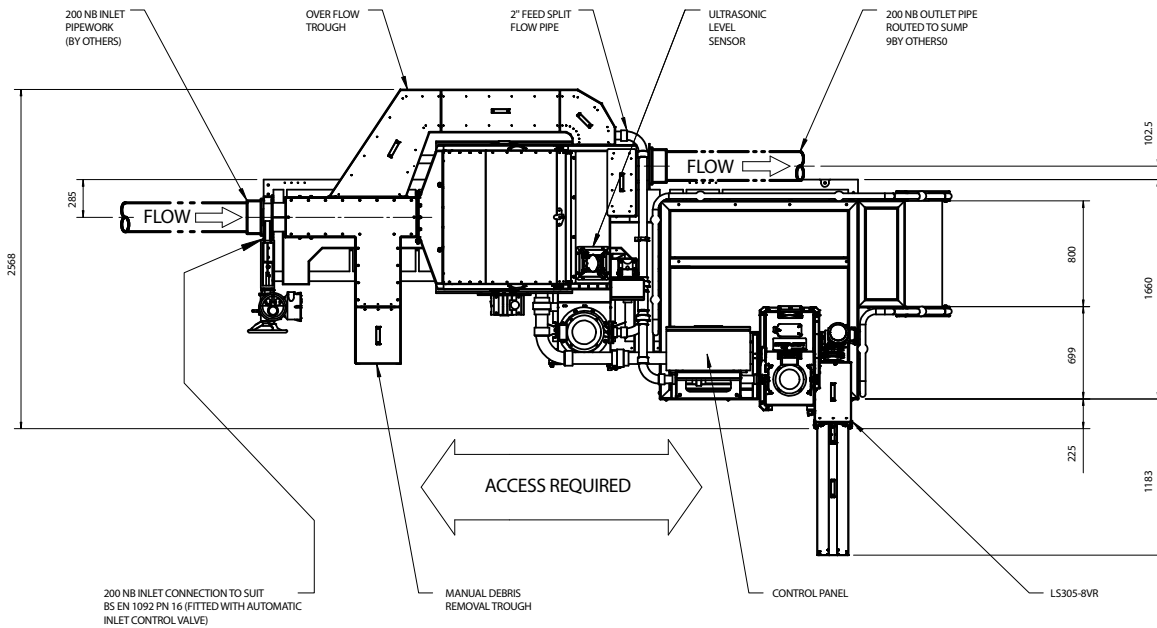 200 NB INLET
PIPEWORK
(BY OTHERS)
OVER FLOW
TROUGH
2" FEED SPLIT
FLOW PIPE
ULTRASONIC
LEVEL
SENSOR
200 NB OUTLET PIPE
ROUTED TO SUMP
9BY OTHERS0
102.5
FLOW
285
FLOW
2568
800
1660
699
225
1183
ACCESS REQUIRED
200 NB INLET CONNECTION TO SUIT
BS EN 1092 PN 16 (FITTED WITH AUTOMATIC
INLET CONTROL VALVE)
MANUAL DEBRIS
REMOVAL TROUGH
CONTROL PANEL
LS305-8VR